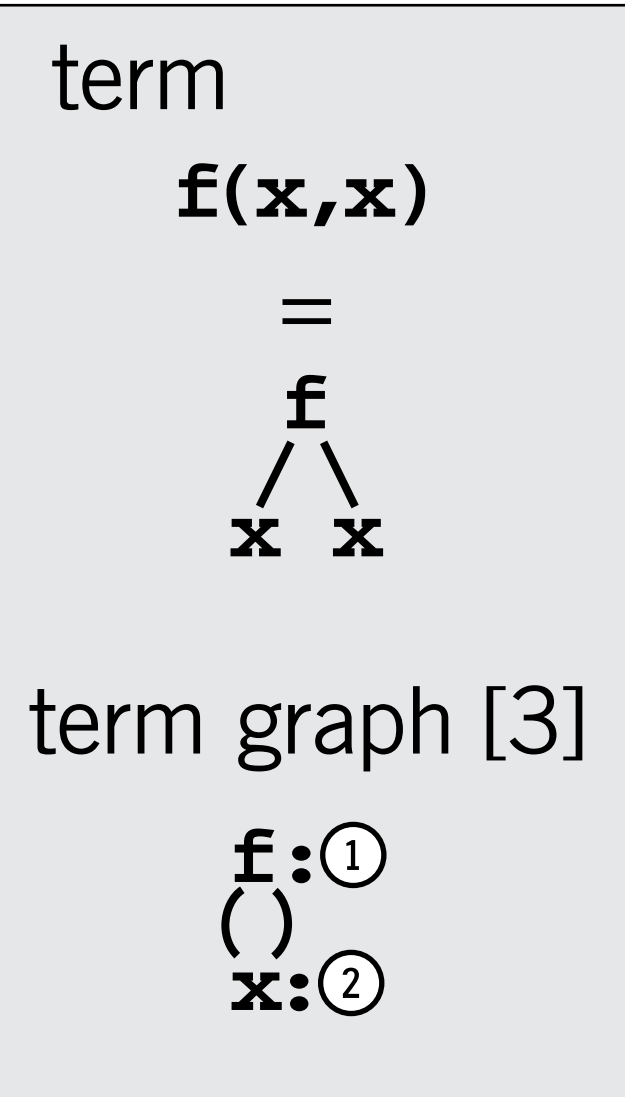 term
f(x,x)
=
f
x x
term graph [3]
f:①
()
x:②